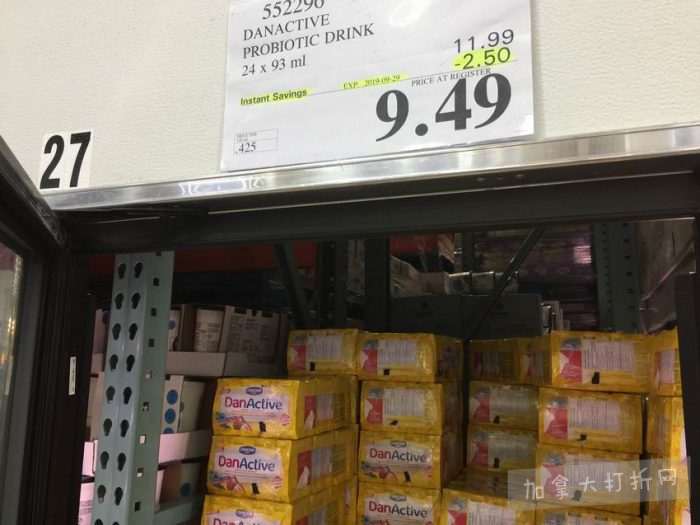 552296
DANACTIVE
PROBIOTIC DRINK
24 x 93 ml
11.99
-2.50
Instant Savings
EXP 2019-09-29
PRICE AT REGISTER
9.49
.425
27
DanActive
DanActive
DanActive
DanActive
DanActive
加拿大打折网